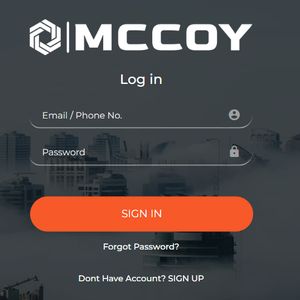 MCCOY
Log in
Email / Phone No.
Password
SIGN IN
Forgot Password?
Dont Have Account? SIGN UP